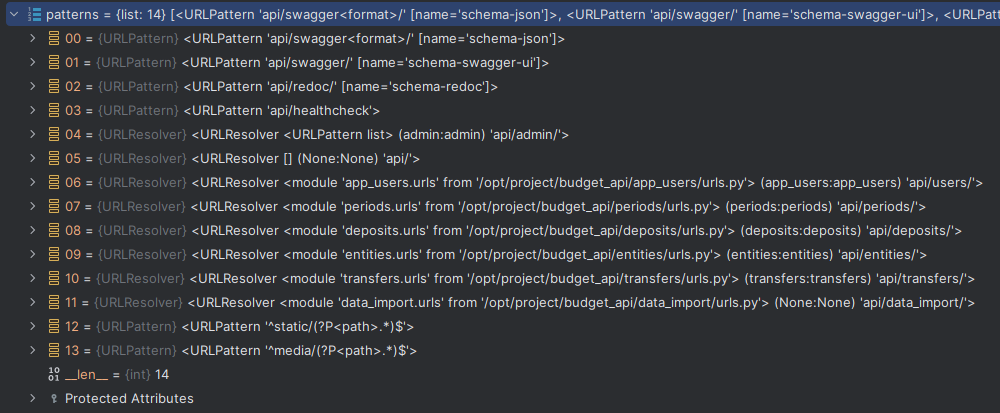 patterns = {list: 14} [<URLPattern 'api/swagger<format>/' [name='schema-json']>, <URLPattern 'api/swagger/' [name='schema-swagger-ui']>, <URLPatt
00 = {URLPattern} <URLPattern 'api/swagger<format>/' [name='schema-json']>
01 = {URLPattern} <URLPattern 'api/swagger/' [name='schema-swagger-ui']>
02 = {URLPattern} <URLPattern 'api/redoc/' [name='schema-redoc']>
03 = {URLPattern} <URLPattern 'api/healthcheck'>
04 = {URLResolver} <URLResolver <URLPattern list> (admin:admin) 'api/admin/'>
05 = {URLResolver} <URLResolver [] (None:None) 'api/'>
06 = {URLResolver} <URLResolver <module 'app_users.urls' from '/opt/project/budget_api/app_users/urls.py'> (app_users:app_users) 'api/users/'>
07 = {URLResolver} <URLResolver <module 'periods.urls' from '/opt/project/budget_api/periods/urls.py'> (periods:periods) 'api/periods/'>
08 = {URLResolver} <URLResolver <module 'deposits.urls' from '/opt/project/budget_api/deposits/urls.py'> (deposits:deposits) 'api/deposits/'>
09 = {URLResolver} <URLResolver <module 'entities.urls' from '/opt/project/budget_api/entities/urls.py'> (entities:entities) 'api/entities/'>
10 = {URLResolver} <URLResolver <module 'transfers.urls' from '/opt/project/budget_api/transfers/urls.py'> (transfers:transfers) 'api/transfers/'>
11 = {URLResolver} <URLResolver <module 'data_import.urls' from '/opt/project/budget_api/data_import/urls.py'> (None:None) 'api/data_import/'>
12 = {URLPattern} <URLPattern '^static/(?P<path>.*)$'>
13 = {URLPattern} <URLPattern '^media/(?P<path>.*)$'>
10 01 __len__ = {int} 14
Protected Attributes